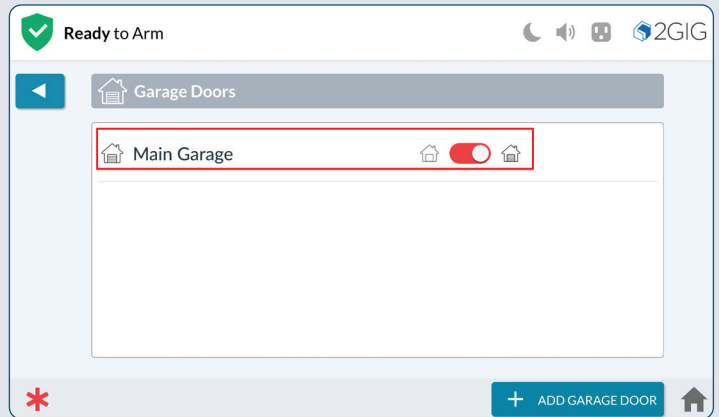 Ready to Arm
2GIG
Garage Doors
Main Garage
+ ADD GARAGE DOOR